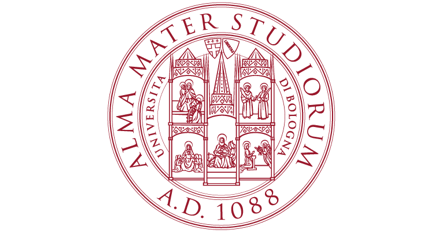 ALMA MATER STUDIORUM
UNIVERSITA
DI BOLOGNA
A.D. 1088